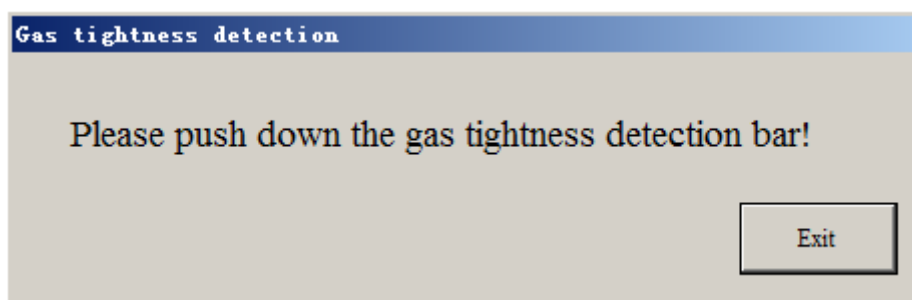 Gas tightness detection
Please push down the gas tightness detection bar!
Exit